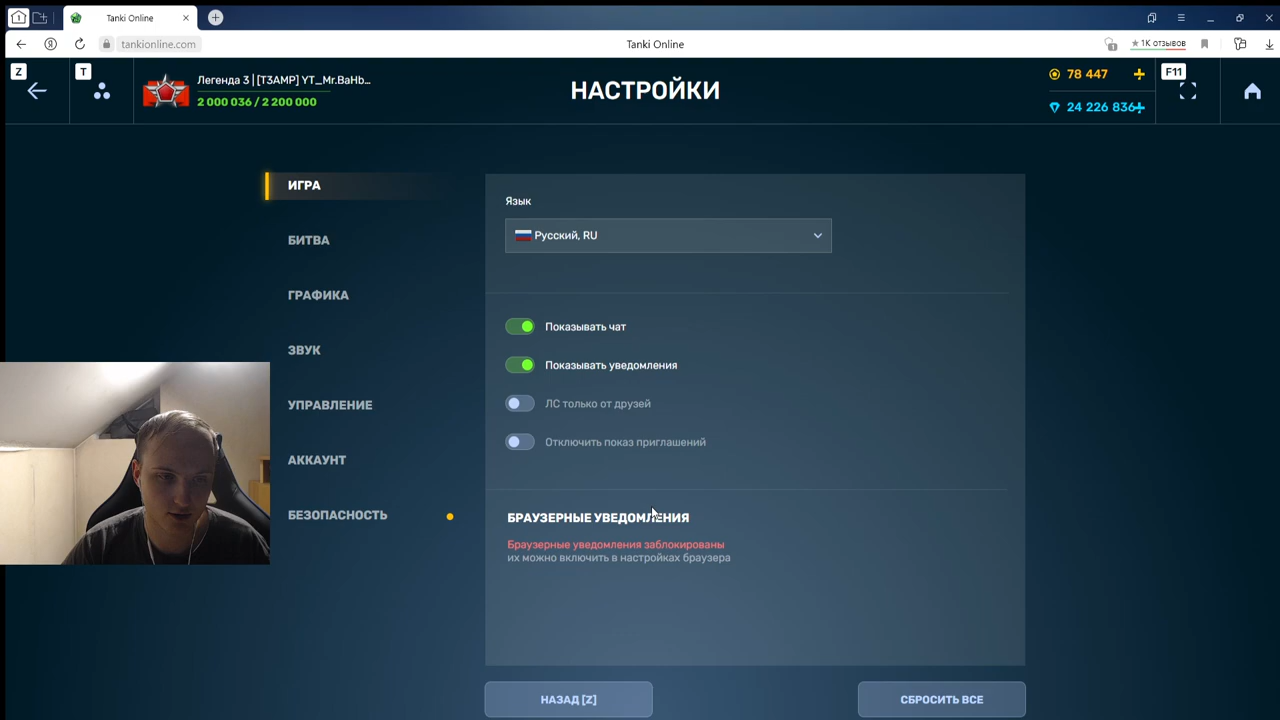 Tanki Online
tankionline.com
Tanki Online
1К отзывов
Z
T
Легенда 3 | [T3AMP] YT_Mr.BaHb...
2 000 036 / 2 200 000
НАСТРОЙКИ
78 447
24 226 836
F11
ИГРА
БИТВА
ГРАФИКА
ЗВУК
УПРАВЛЕНИЕ
АККАУНТ
БЕЗОПАСНОСТЬ
Язык
Русский, RU
Показывать чат
Показывать уведомления
ЛС только от друзей
Отключить показ приглашений
БРАУЗЕРНЫЕ УВЕДОМЛЕНИЯ
Браузерные уведомления заблокированы
их можно включить в настройках браузера
НАЗАД [Z]
СБРОСИТЬ ВСЕ